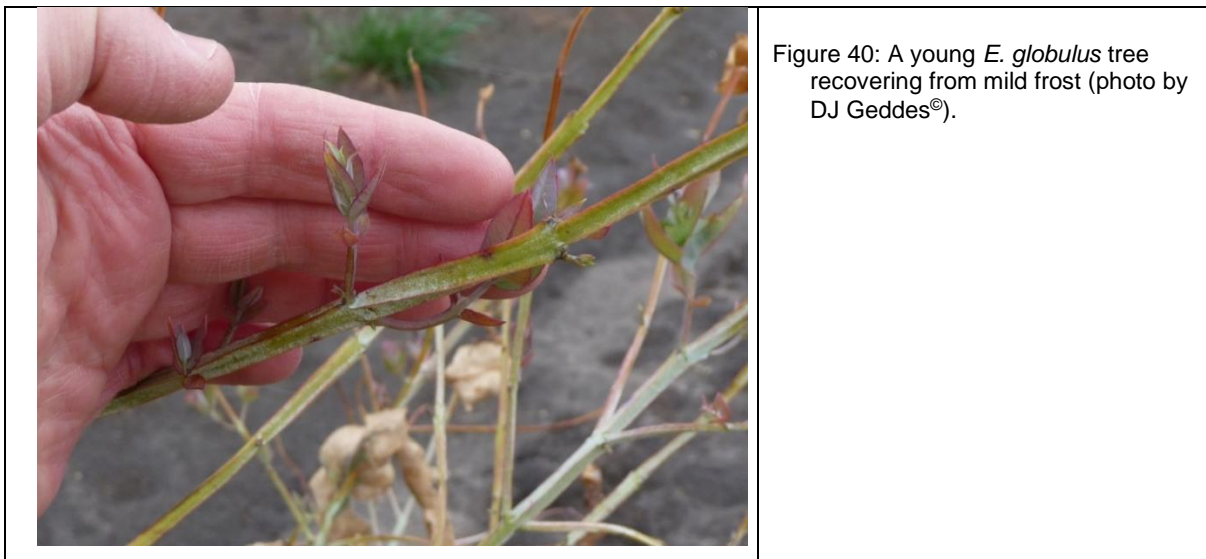 Figure 40: A young E. globulus tree
recovering from mild frost (photo by
DJ Geddes©).